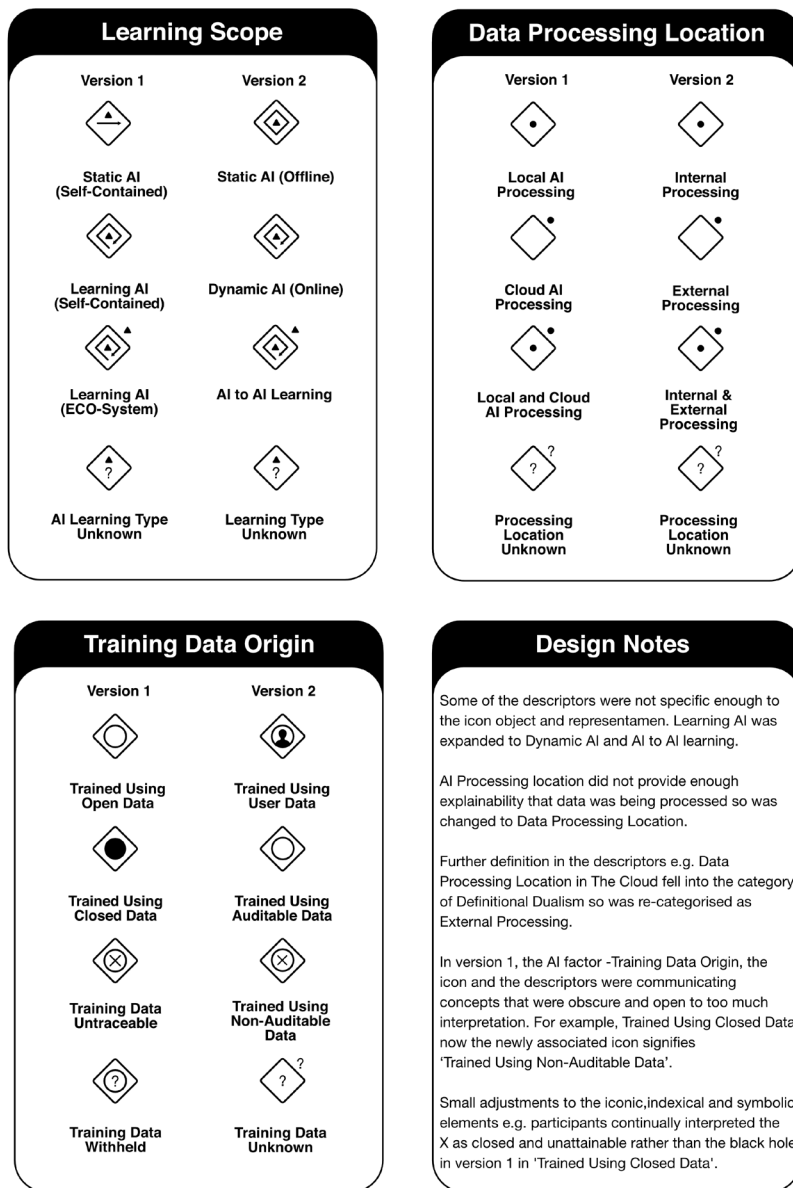 Learning Scope
Version 1
Version 2
Static AI
(Self-Contained)
Static AI (Offline)
Learning AI
(Self-Contained)
Dynamic AI (Online)
Learning AI
(ECO-System)
AI to AI Learning
?
?
AI Learning Type
Unknown
Learning Type
Unknown
Data Processing Location
Version 1
Version 2
Local AI
Processing
Internal
Processing
Cloud AI
Processing
External
Processing
Local and Cloud
AI Processing
Internal &
External
Processing
? ?
? ?
Processing
Location
Unknown
Processing
Location
Unknown
Training Data Origin
Version 1
Version 2
Trained Using
Open Data
Trained Using
User Data
Trained Using
Closed Data
Trained Using
Auditable Data
Training Data
Untraceable
Trained Using
Non-Auditable
Data
?
? ?
Training Data
Withheld
Training Data
Unknown
Design Notes
Some of the descriptors were not specific enough to
the icon object and representamen. Learning AI was
expanded to Dynamic AI and AI to AI learning.
AI Processing location did not provide enough
explainability that data was being processed so was
changed to Data Processing Location.
Further definition in the descriptors e.g. Data
Processing Location in The Cloud fell into the category
of Definitional Dualism so was re-categorised as
External Processing.
In version 1, the AI factor -Training Data Origin, the
icon and the descriptors were communicating
concepts that were obscure and open to too much
interpretation. For example, Trained Using Closed Data
now the newly associated icon signifies
‘Trained Using Non-Auditable Data’.
Small adjustments to the iconic,indexical and symbolic
elements e.g. participants continually interpreted the
X as closed and unattainable rather than the black hole
in version 1 in 'Trained Using Closed Data'.